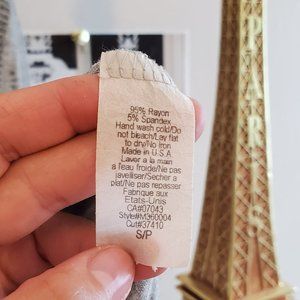 95% Rayon
5% Spandex
Hand wash cold/Do
not bleach/Lay flat
to dry/No Iron
Made in U.S.A.
Laver a la main
a l'eau froide/Ne pas
javelliser/Secher a
plat/Ne pas repasser
Fabrique aux
Etats-Unis
CA#07043
Style#M360004
Cut#37410
S/P
PARIS